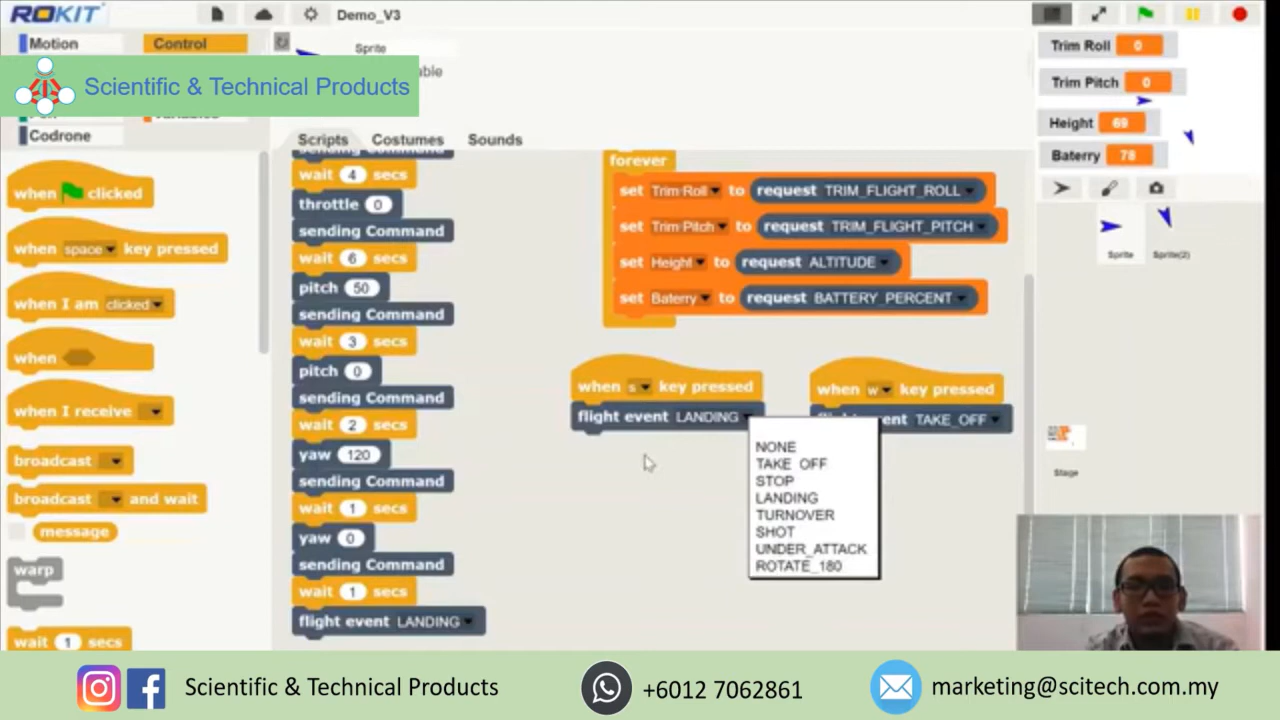 ROKIT
Demo_V3
Motion
Control
Scientific & Technical Products
Codrone
Sprite
Scripts
Costumes
Sounds
when clicked
when space key pressed
when I am clicked
when
when I receive
broadcast
broadcast and wait
message
warp
wait 1 secs
sending Command
wait 4 secs
throttle 0
sending Command
wait 6 secs
pitch 50
sending Command
wait 3 secs
pitch 0
sending Command
wait 2 secs
yaw 120
sending Command
wait 1 secs
yaw 0
sending Command
wait 1 secs
flight event LANDING
forever
set Trim Roll to request TRIM_FLIGHT_ROLL
set Trim Pitch to request TRIM_FLIGHT_PITCH
set Height to request ALTITUDE
set Baterry to request BATTERY_PERCENT
when s key pressed
flight event LANDING
when w key pressed
TAKE_OFF
NONE
TAKE OFF
STOP
LANDING
TURNOVER
SHOT
UNDER_ATTACK
ROTATE_180
Trim Roll 0
Trim Pitch 0
Height 69
Baterry 78
Sprite
Sprite(2)
Stage
Scientific & Technical Products
+6012 7062861
marketing@scitech.com.my